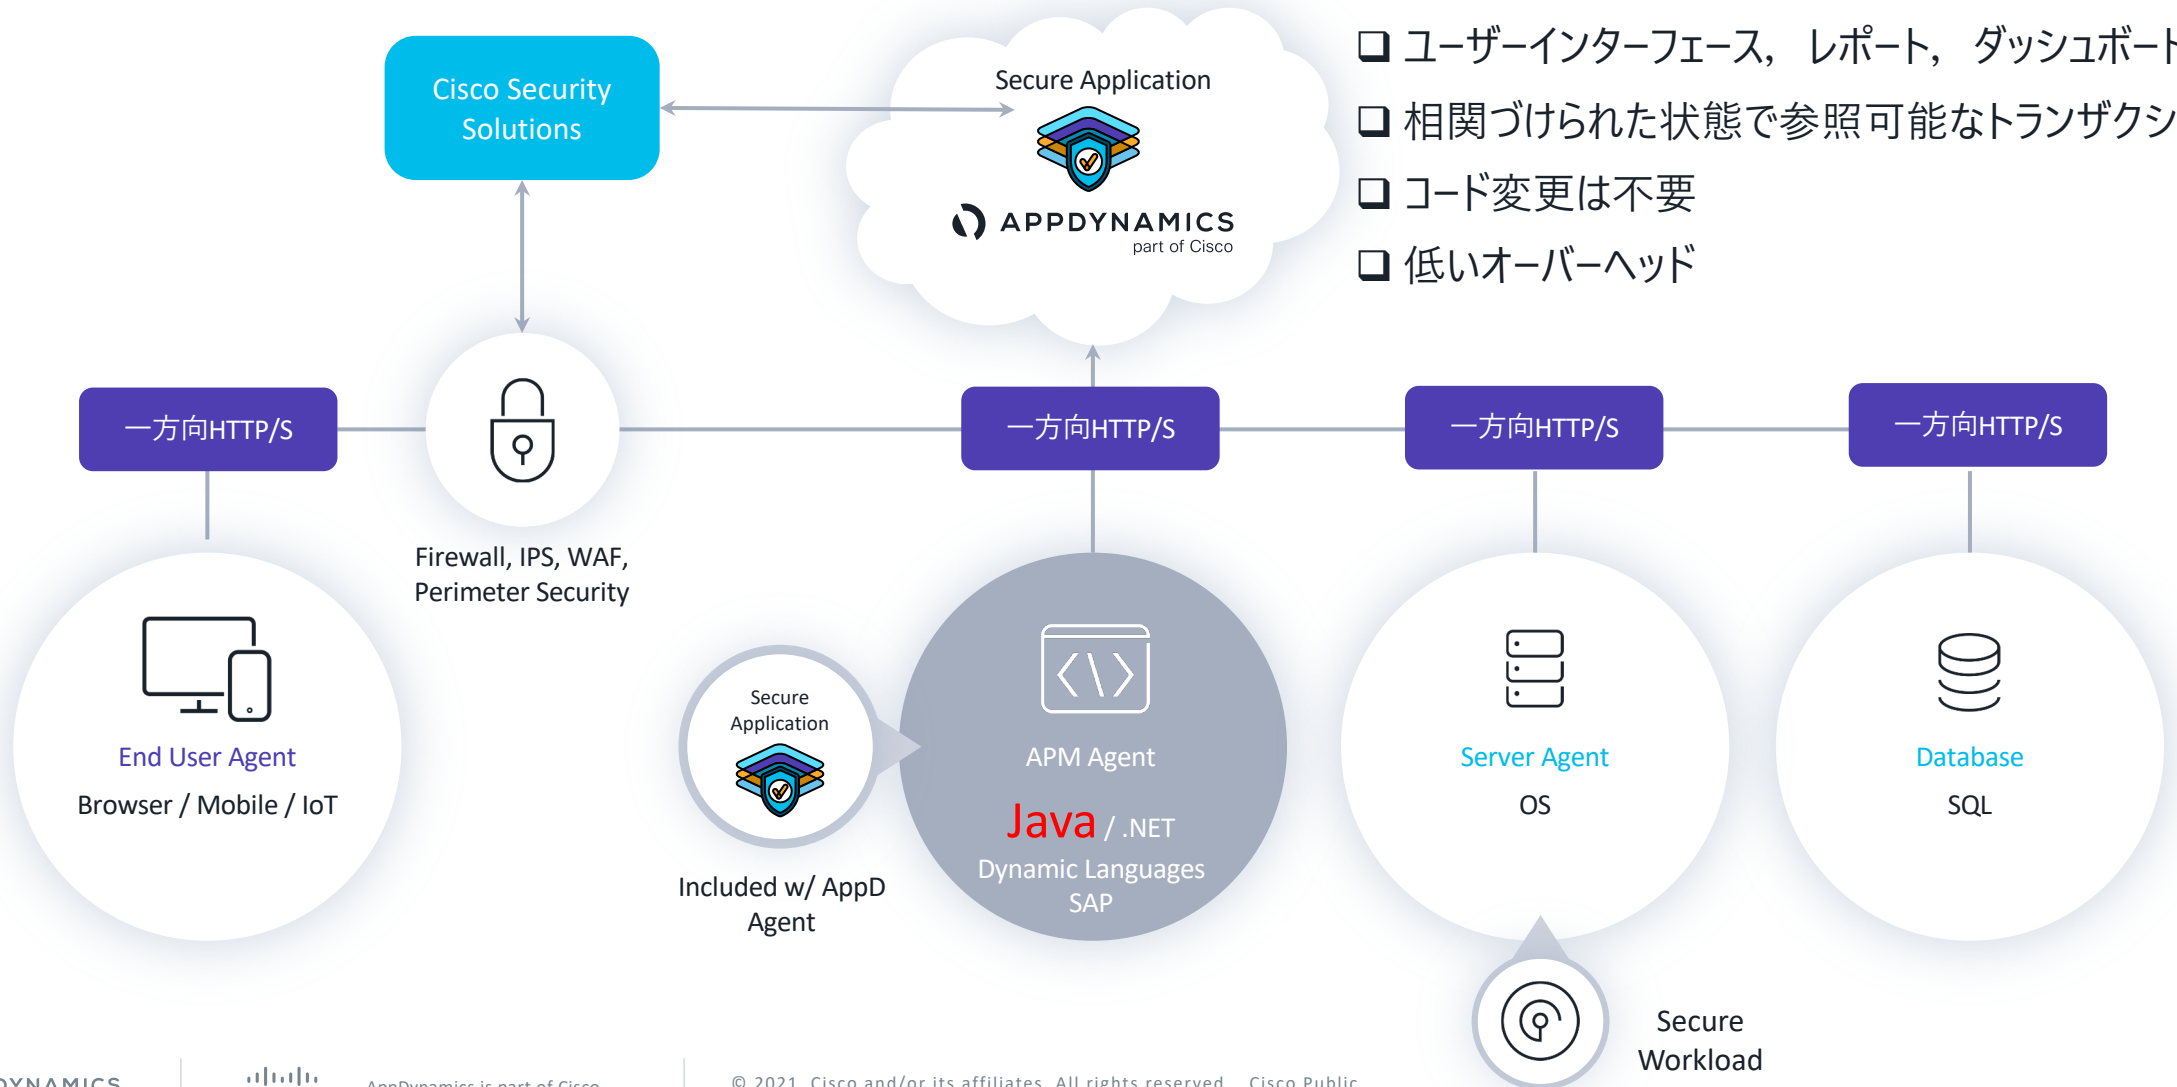 Cisco Security
Solutions
Secure Application
APPDYNAMICS
part of Cisco
❑ ユーザーインターフェース, レポート, ダッシュボード
❑ 相関づけられた状態で参照可能なトランザクシ
❑ コード変更は不要
❑ 低いオーバーヘッド
一方向HTTP/S
一方向HTTP/S
一方向HTTP/S
一方向HTTP/S
Firewall, IPS, WAF,
Perimeter Security
End User Agent
Browser / Mobile / IoT
Secure
Application
Included w/ AppD
Agent
APM Agent
Java / .NET
Dynamic Languages
SAP
Server Agent
OS
Database
SQL
Secure
Workload
DYNAMICS
AppDynamics is part of Cisco
© 2021 Cisco and/or its affiliates. All rights reserved. Cisco Public